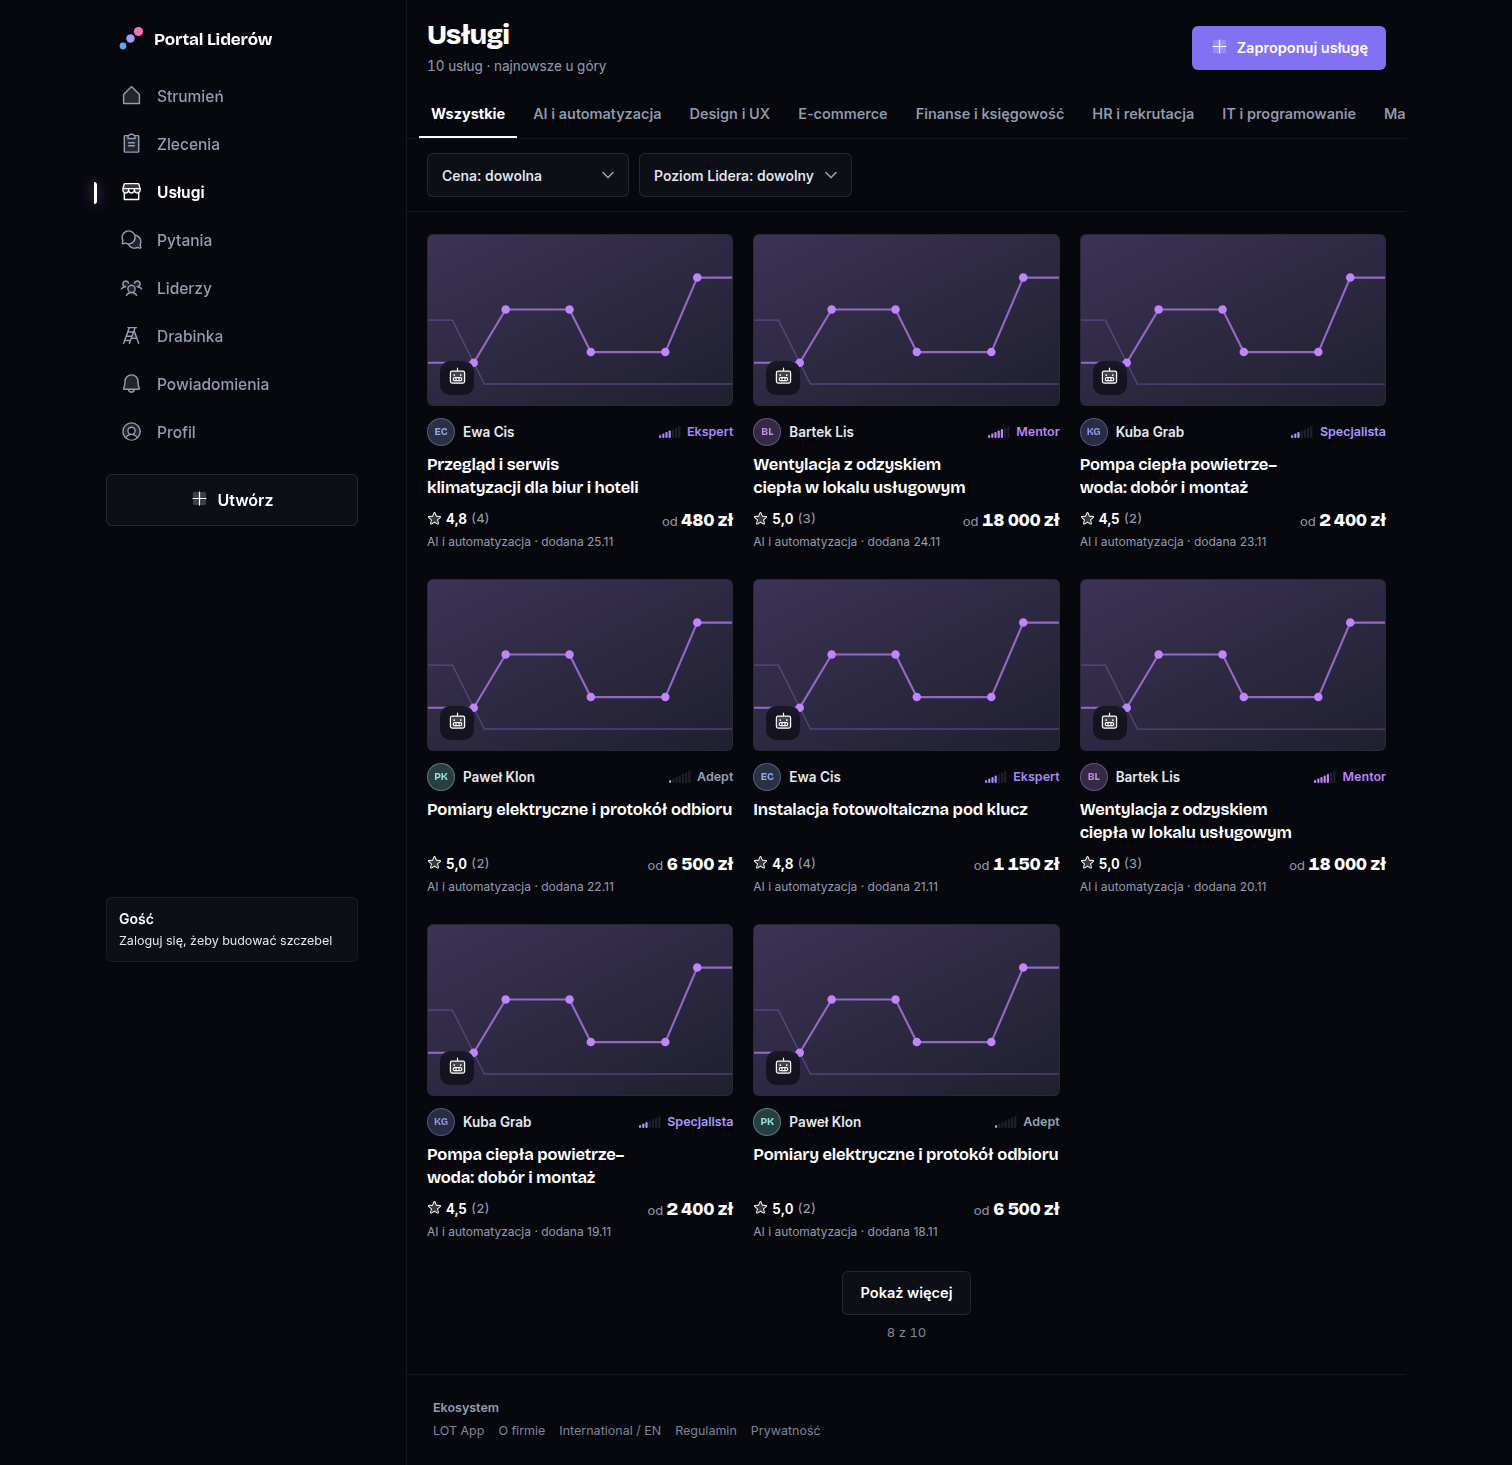 Portal Liderów
Strumień
Zlecenia
Usługi
Pytania
Liderzy
Drabinka
Powiadomienia
Profil
Utwórz
Gość
Zaloguj się, żeby budować szczebel
Usługi
10 usług · najnowsze u góry
Zaproponuj usługę
Wszystkie AI i automatyzacja Design i UX E-commerce Finanse i księgowość HR i rekrutacja IT i programowanie Ma
Cena: dowolna Poziom Lidera: dowolny
EC Ewa Cis Ekspert
Przegląd i serwis
klimatyzacji dla biur i hoteli
4,8 (4) od 480 zł
AI i automatyzacja · dodana 25.11
BL Bartek Lis Mentor
Wentylacja z odzyskiem
ciepła w lokalu usługowym
5,0 (3) od 18 000 zł
AI i automatyzacja · dodana 24.11
KG Kuba Grab Specjalista
Pompa ciepła powietrze–
woda: dobór i montaż
4,5 (2) od 2 400 zł
AI i automatyzacja · dodana 23.11
PK Paweł Klon Adept
Pomiary elektryczne i protokół odbioru
5,0 (2) od 6 500 zł
AI i automatyzacja · dodana 22.11
EC Ewa Cis Ekspert
Instalacja fotowoltaiczna pod klucz
4,8 (4) od 1 150 zł
AI i automatyzacja · dodana 21.11
BL Bartek Lis Mentor
Wentylacja z odzyskiem
ciepła w lokalu usługowym
5,0 (3) od 18 000 zł
AI i automatyzacja · dodana 20.11
KG Kuba Grab Specjalista
Pompa ciepła powietrze–
woda: dobór i montaż
4,5 (2) od 2 400 zł
AI i automatyzacja · dodana 19.11
PK Paweł Klon Adept
Pomiary elektryczne i protokół odbioru
5,0 (2) od 6 500 zł
AI i automatyzacja · dodana 18.11
Pokaż więcej
8 z 10
Ekosystem
LOT App O firmie International / EN Regulamin Prywatność